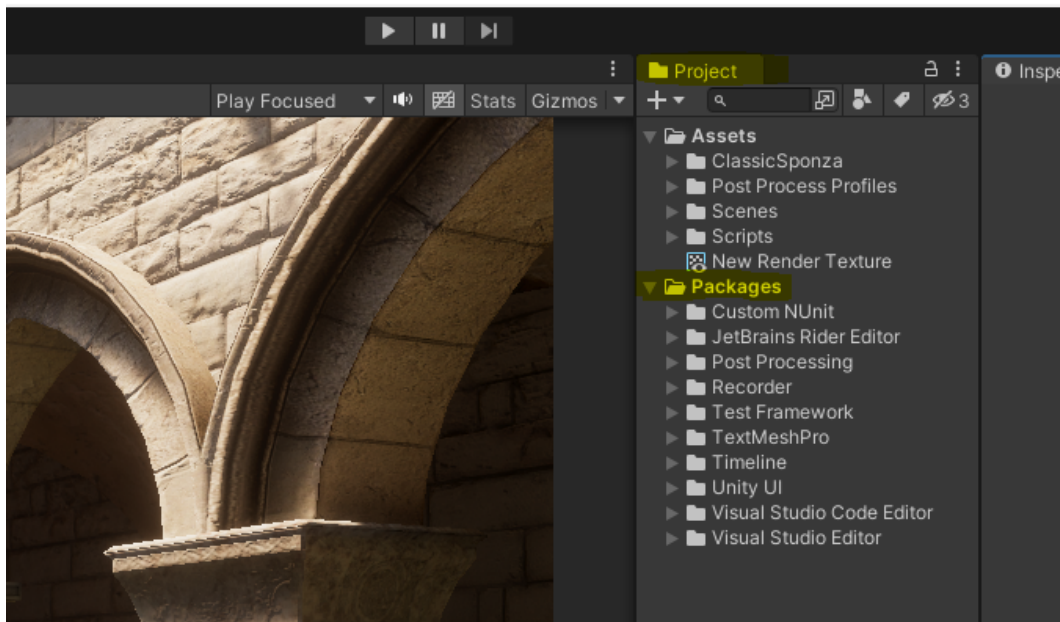 Project
Inspe
Play Focused
Stats
Gizmos
3
Assets
ClassicSponza
Post Process Profiles
Scenes
Scripts
New Render Texture
Packages
Custom NUnit
JetBrains Rider Editor
Post Processing
Recorder
Test Framework
TextMeshPro
Timeline
Unity UI
Visual Studio Code Editor
Visual Studio Editor